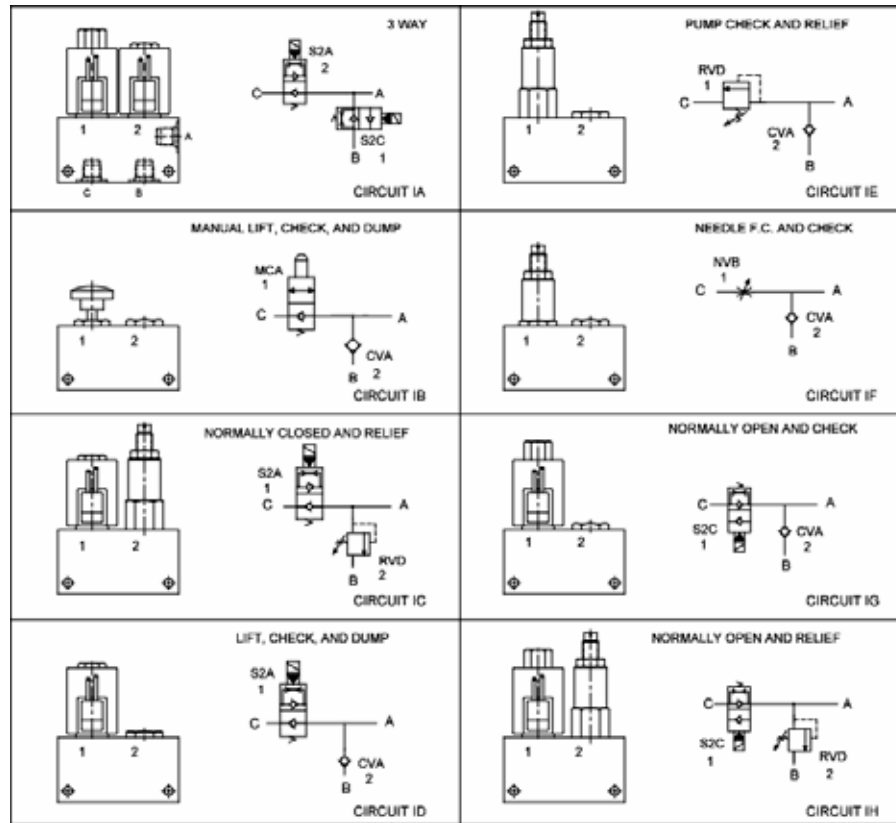 3 WAY
S2A
2
C
A
1
2
A
S2C
B
1
C
B
CIRCUIT IA
PUMP CHECK AND RELIEF
RVD
1
C
A
1
2
CVA
2
B
CIRCUIT IE
MANUAL LIFT, CHECK, AND DUMP
MCA
1
C
A
1
2
CVA
B
2
CIRCUIT IB
NEEDLE F.C. AND CHECK
NVB
1
C
A
1
2
CVA
2
B
CIRCUIT IF
NORMALLY CLOSED AND RELIEF
S2A
1
C
A
1
2
RVD
B
2
CIRCUIT IC
NORMALLY OPEN AND CHECK
C
A
1
2
S2C
1
CVA
2
B
CIRCUIT IG
LIFT, CHECK, AND DUMP
S2A
1
C
A
1
2
CVA
B
2
CIRCUIT ID
NORMALLY OPEN AND RELIEF
C
A
1
2
S2C
1
RVD
B
2
CIRCUIT IH